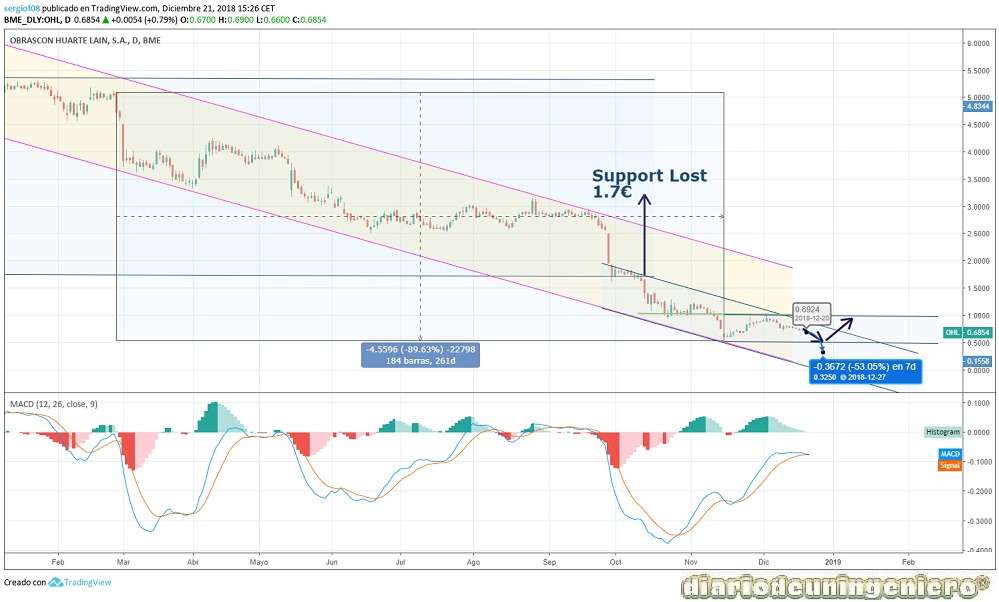 sergiof08 publicado en TradingView.com, Diciembre 21, 2018 15:26 CET
BME_DLY:OHL, D 0.6854 ▲ +0.0054 (+0.79%) O:0.6700 H:0.6900 L:0.6600 C:0.6854
OBRASCON HUARTE LAIN, S.A., D, BME
6.0000
5.5000
5.0000
4.8344
4.5000
4.0000
3.5000
3.0000
2.5000
2.0000
1.5000
1.0000
OHL 0.6854
0.5000
0.1558
0.0000
Support Lost
1.7€
0.6924
2018-12-20
-4.5596 (-89.63%) -22798
184 barras, 261d
-0.3672 (-53.05%) en 7d
0.3250 @ 2018-12-27
MACD (12, 26, close, 9)
0.1000
Histogram 0.0000
MACD
Signal
-0.1000
-0.2000
-0.3000
-0.4000
Feb Mar Abr Mayo Jun Jul Ago Sep Oct Nov Dic 2019 Feb
Creado con TradingView
diariodeuningeniero®